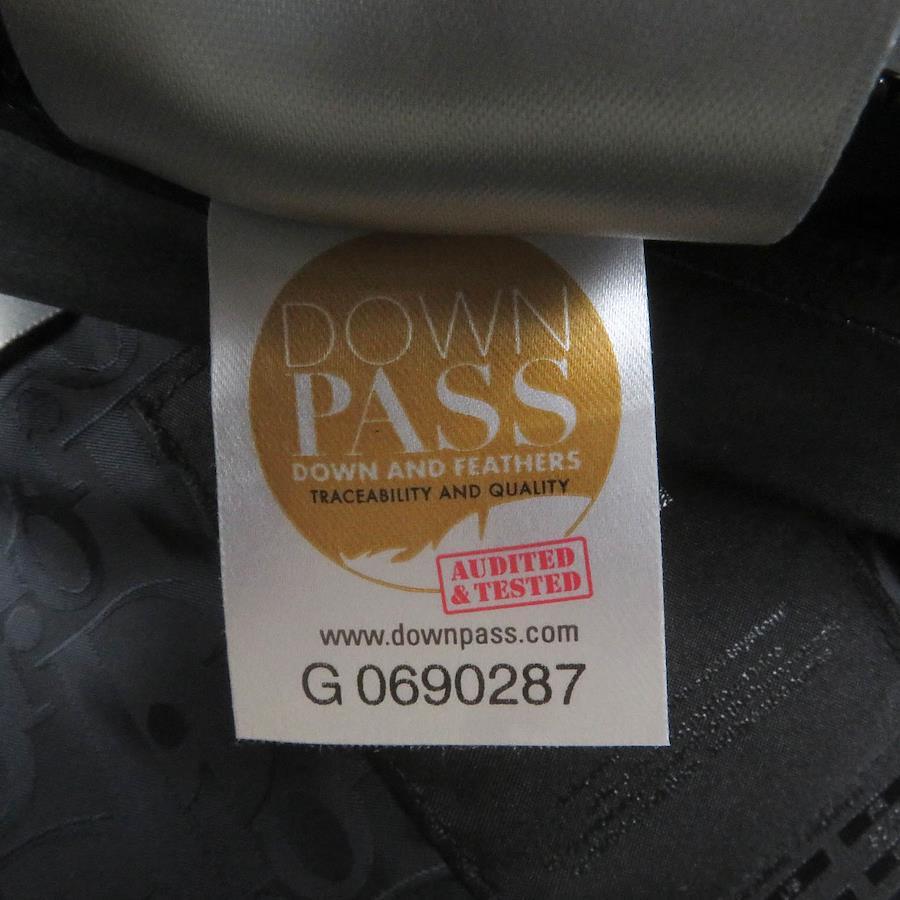 DOWN
PASS
DOWN AND FEATHERS
TRACEABILITY AND QUALITY
AUDITED
& TESTED
www.downpass.com
G 0690287